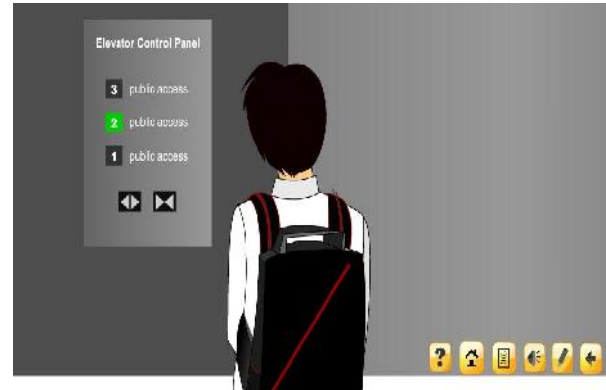 Elevator Control Panel
3 public access
2 public access
1 public access
?